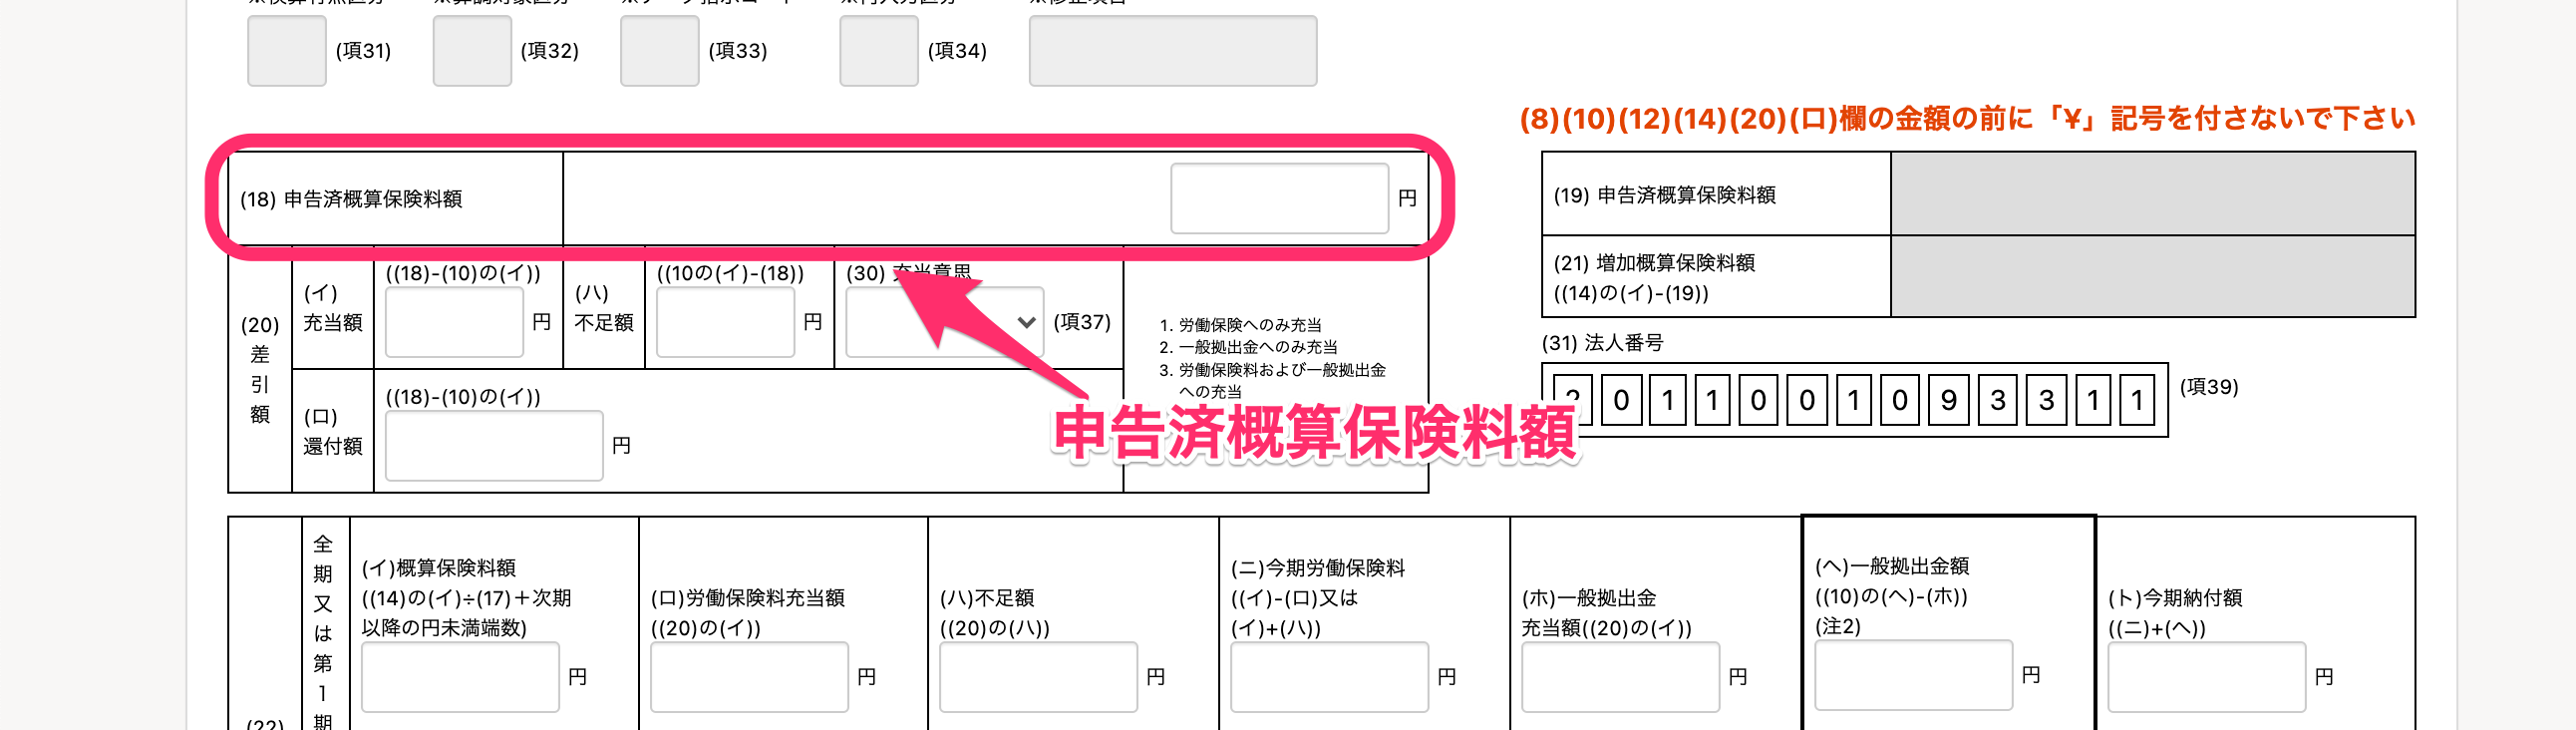 (項31)
(項32)
(項33)
(項34)
(8)(10)(12)(14)(20)(ロ)欄の金額の前に「¥」記号を付さないで下さい
(18) 申告済概算保険料額
円
(19) 申告済概算保険料額
(21) 増加概算保険料額
((14)の(イ)-(19))
(20)
差
引
額
(イ)
充当額
((18)-(10)の(イ))
円
(ハ)
不足額
((10の(イ)-(18))
円
(30) 充当意思
(項37)
1. 労働保険へのみ充当
2. 一般拠出金へのみ充当
3. 労働保険料および一般拠出金
への充当
(ロ)
還付額
((18)-(10)の(イ))
円
(31) 法人番号
2 0 1 1 0 0 1 0 9 3 3 1 1
(項39)
申告済概算保険料額
(22)
全
期
又
は
第
1
期
(イ)概算保険料額
((14)の(イ)÷(17)+次期
以降の円未満端数)
円
(ロ)労働保険料充当額
((20)の(イ))
円
(ハ)不足額
((20)の(ハ))
円
(ニ)今期労働保険料
((イ)-(ロ)又は
(イ)+(ハ))
円
(ホ)一般拠出金
充当額((20)の(イ))
円
(ヘ)一般拠出金額
((10)の(ヘ)-(ホ))
(注2)
円
(ト)今期納付額
((ニ)+(ヘ))
円